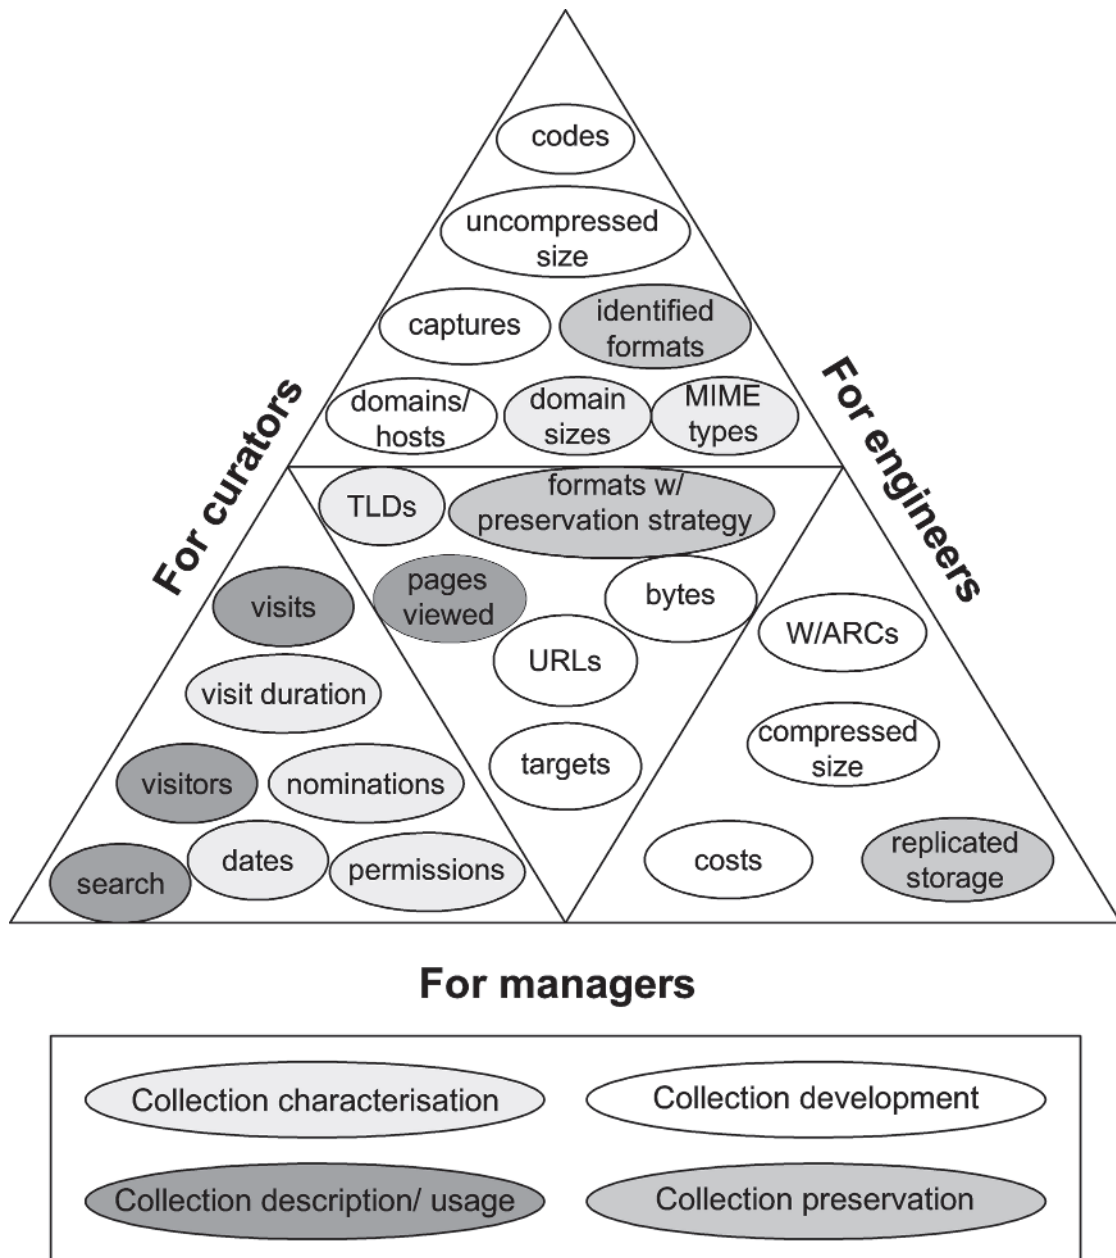 codes
uncompressed
size
captures
identified
formats
domains/
hosts
domain
sizes
MIME
types
For curators
For engineers
TLDs
formats w/
preservation strategy
pages
viewed
bytes
visits
URLs
W/ARCs
visit duration
compressed
size
targets
visitors
nominations
dates
permissions
search
costs
replicated
storage
For managers
Collection characterisation
Collection development
Collection description/ usage
Collection preservation